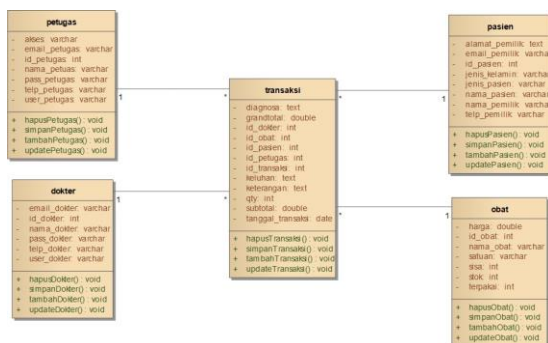 petugas
- akses: varchar
- email_petugas: varchar
- id_petugas: int
- nama_petuas: varchar
- pass_petugas: varchar
- telp_petugas: varchar
- user_petugas: varchar
+ hapusPetugas() : void
+ simpanPetugas() : void
+ tambahPetugas() : void
+ updatePetugas() : void
1
*
dokter
- email_dokter: varchar
- id_dokter: int
- nama_dokter: varchar
- pass_dokter: varchar
- telp_dokter: varchar
- user_dokter: varchar
+ hapusDokter() : void
+ simpanDokter() : void
+ tambahDokter() : void
+ updateDokter() : void
1
*
transaksi
- diagnosa: text
- grandtotal: double
- id_dokter: int
- id_obat: int
- id_pasien: int
- id_petugas: int
- id_transaksi: int
- keluhan: text
- keterangan: text
- qty: int
- subtotal: double
- tanggal_transaksi: date
+ hapusTransaksi() : void
+ simpanTransaksi() : void
+ tambahTransaksi() : void
+ updateTransaksi() : void
*
1
pasien
- alamat_pemilik: text
- email_pemilik: varchar
- id_pasien: int
- jenis_kelamin: varchar
- jenis_pasien: varchar
- nama_pasien: varchar
- nama_pemilik: varchar
- telp_pemilik: varchar
+ hapusPasien() : void
+ simpanPasien() : void
+ tambahPasien() : void
+ updatePasien() : void
*
1
obat
- harga: double
- id_obat: int
- nama_obat: varchar
- satuan: varchar
- sisa: int
- stok: int
- terpakai: int
+ hapusObat() : void
+ simpanObat() : void
+ tambahObat() : void
+ updateObat() : void